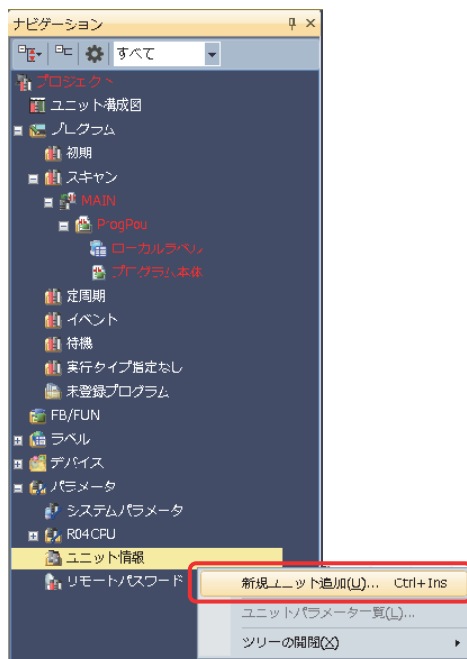 ナビゲーション
すべて
プロジェクト
ユニット構成図
プログラム
初期
スキャン
MAIN
ProgPou
ローカルラベル
プログラム本体
定周期
イベント
待機
実行タイプ指定なし
未登録プログラム
FB/FUN
ラベル
デバイス
パラメータ
システムパラメータ
R04CPU
ユニット情報
リモートパスワード
新規ユニット追加(U)... Ctrl+Ins
ユニットパラメータ一覧(L)...
ツリーの開閉(X)